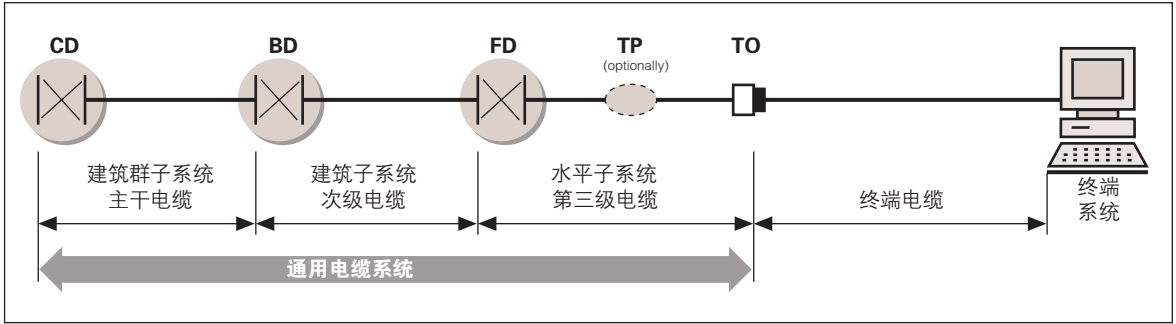 CD
BD
FD
TP
(optionally)
TO
建筑群子系统
主干电缆
建筑子系统
次级电缆
水平子系统
第三级电缆
终端电缆
终端
系统
通用电缆系统